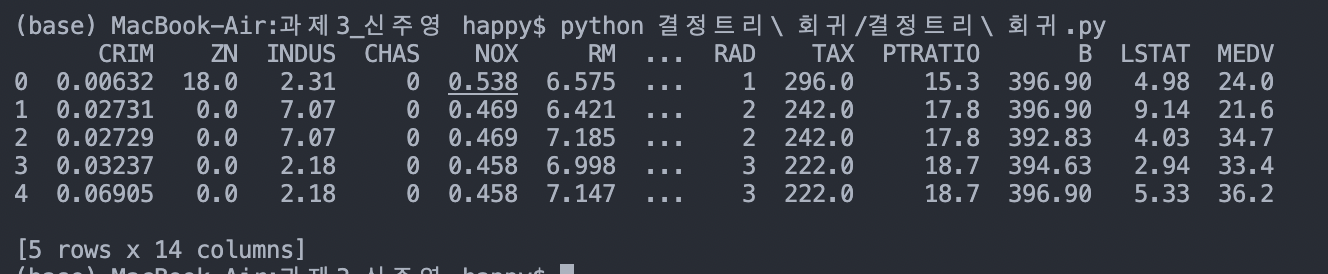 (base) MacBook-Air:과제3_신주영 happy$ python 결정트리\ 회귀/결정트리\ 회귀.py
CRIM ZN INDUS CHAS NOX RM ... RAD TAX PTRATIO B LSTAT MEDV
0 0.00632 18.0 2.31 0 0.538 6.575 ... 1 296.0 15.3 396.90 4.98 24.0
1 0.02731 0.0 7.07 0 0.469 6.421 ... 2 242.0 17.8 396.90 9.14 21.6
2 0.02729 0.0 7.07 0 0.469 7.185 ... 2 242.0 17.8 392.83 4.03 34.7
3 0.03237 0.0 2.18 0 0.458 6.998 ... 3 222.0 18.7 394.63 2.94 33.4
4 0.06905 0.0 2.18 0 0.458 7.147 ... 3 222.0 18.7 396.90 5.33 36.2
[5 rows x 14 columns]
(base) MacBook-Air:과제3_신주영 happy$